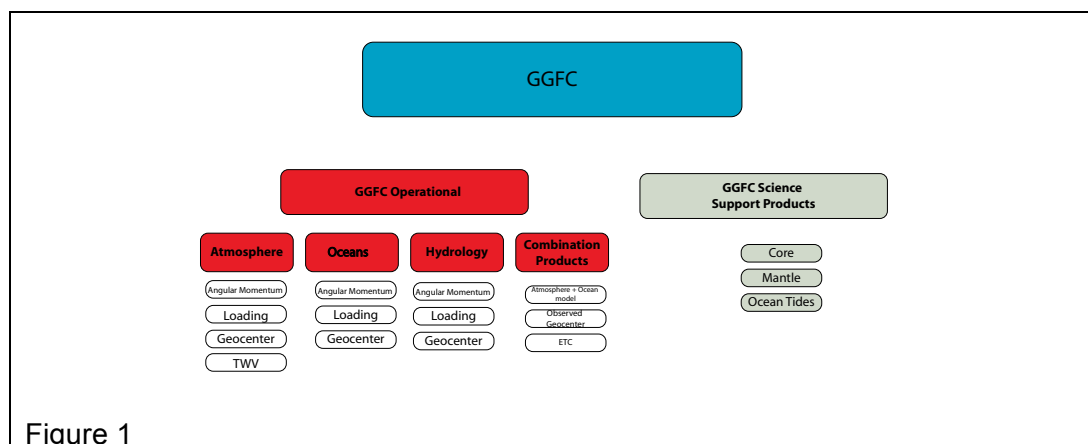 GGFC
GGFC Operational
GGFC Science
Support Products
Atmosphere
Oceans
Hydrology
Combination
Products
Angular Momentum
Loading
Geocenter
TWV
Angular Momentum
Loading
Geocenter
Angular Momentum
Loading
Geocenter
Atmosphere + Ocean
model
Observed
Geocenter
ETC
Core
Mantle
Ocean Tides
Figure 1